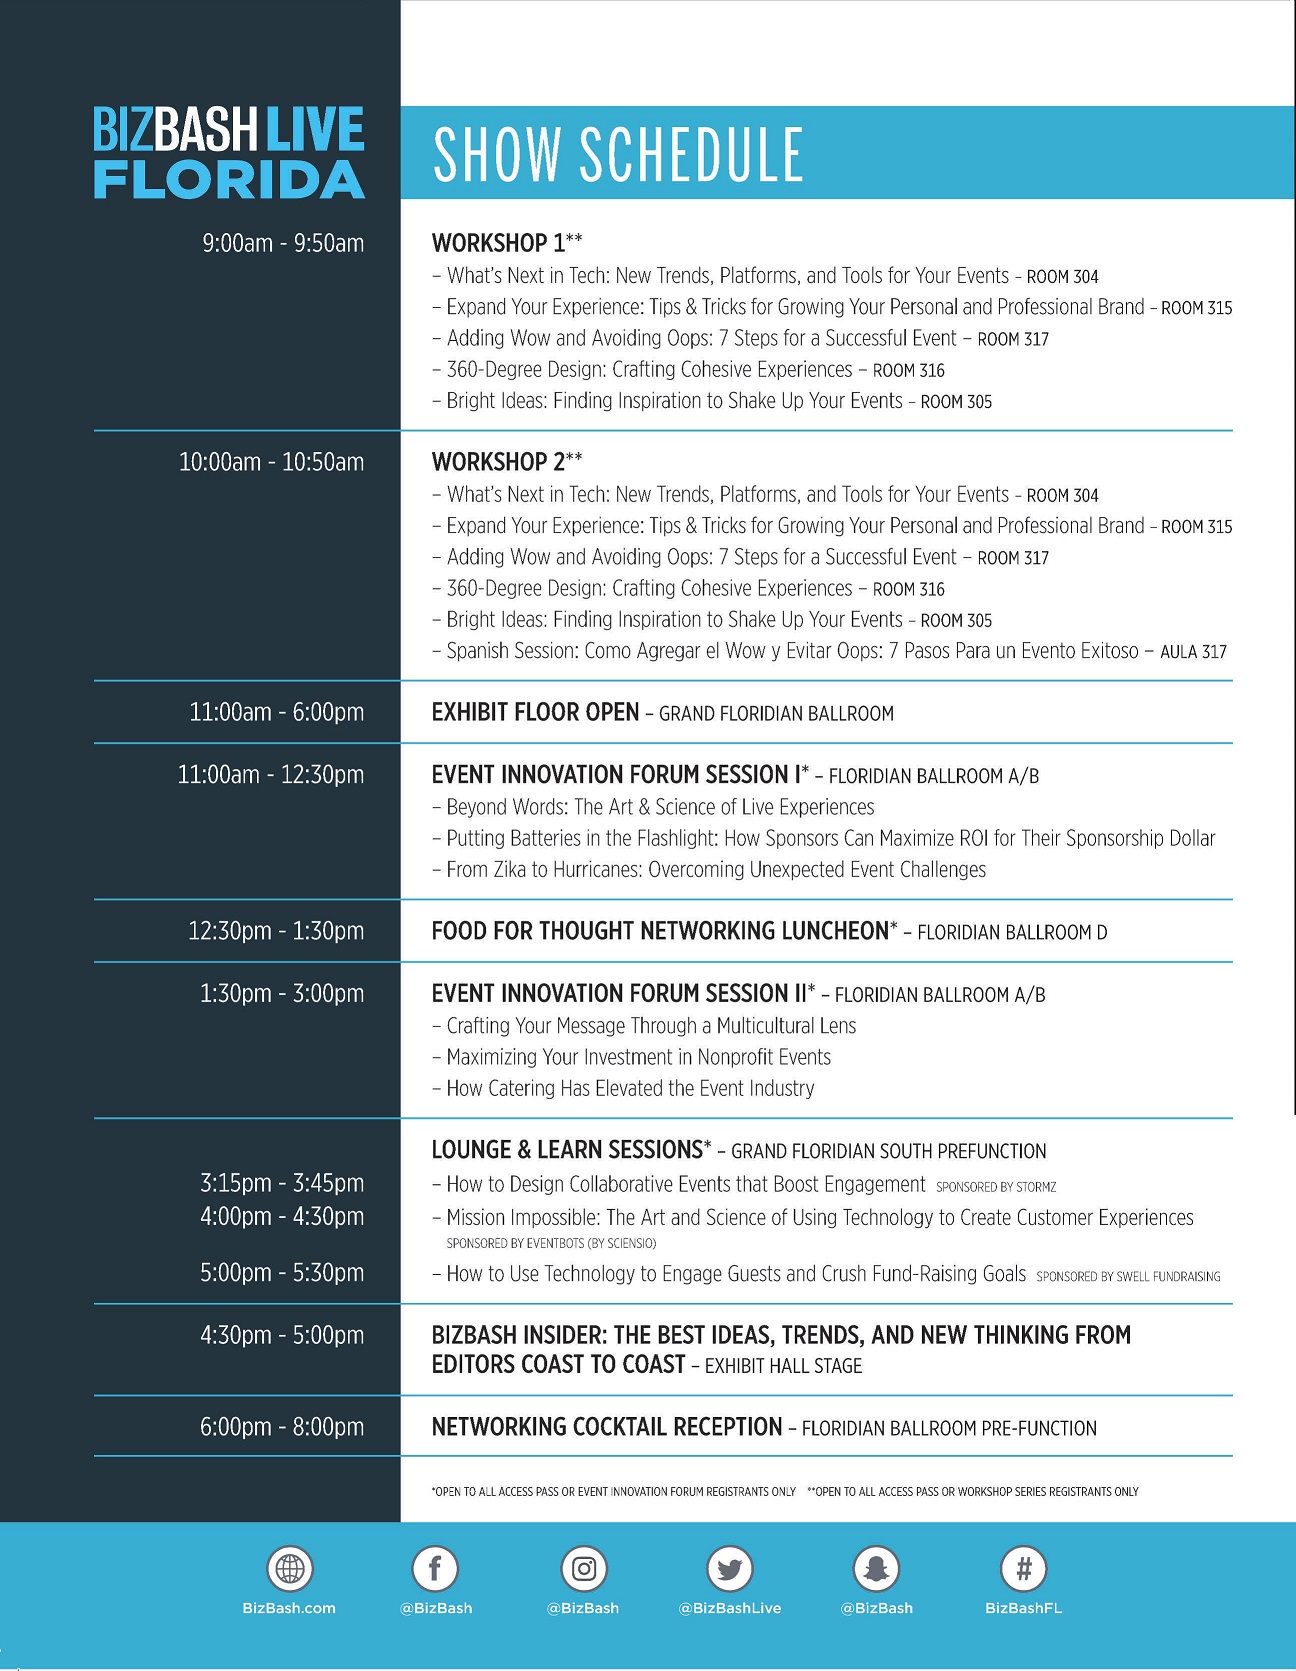 BIZBASH LIVE
FLORIDA
SHOW SCHEDULE
9:00am - 9:50am
WORKSHOP 1**
– What's Next in Tech: New Trends, Platforms, and Tools for Your Events – ROOM 304
– Expand Your Experience: Tips & Tricks for Growing Your Personal and Professional Brand – ROOM 315
– Adding Wow and Avoiding Oops: 7 Steps for a Successful Event – ROOM 317
– 360-Degree Design: Crafting Cohesive Experiences – ROOM 316
– Bright Ideas: Finding Inspiration to Shake Up Your Events – ROOM 305
10:00am - 10:50am
WORKSHOP 2**
– What's Next in Tech: New Trends, Platforms, and Tools for Your Events – ROOM 304
– Expand Your Experience: Tips & Tricks for Growing Your Personal and Professional Brand – ROOM 315
– Adding Wow and Avoiding Oops: 7 Steps for a Successful Event – ROOM 317
– 360-Degree Design: Crafting Cohesive Experiences – ROOM 316
– Bright Ideas: Finding Inspiration to Shake Up Your Events – ROOM 305
– Spanish Session: Como Agregar el Wow y Evitar Oops: 7 Pasos Para un Evento Exitoso – AULA 317
11:00am - 6:00pm
EXHIBIT FLOOR OPEN – GRAND FLORIDIAN BALLROOM
11:00am - 12:30pm
EVENT INNOVATION FORUM SESSION I* – FLORIDIAN BALLROOM A/B
– Beyond Words: The Art & Science of Live Experiences
– Putting Batteries in the Flashlight: How Sponsors Can Maximize ROI for Their Sponsorship Dollar
– From Zika to Hurricanes: Overcoming Unexpected Event Challenges
12:30pm - 1:30pm
FOOD FOR THOUGHT NETWORKING LUNCHEON* – FLORIDIAN BALLROOM D
1:30pm - 3:00pm
EVENT INNOVATION FORUM SESSION II* – FLORIDIAN BALLROOM A/B
– Crafting Your Message Through a Multicultural Lens
– Maximizing Your Investment in Nonprofit Events
– How Catering Has Elevated the Event Industry
LOUNGE & LEARN SESSIONS* – GRAND FLORIDIAN SOUTH PREFUNCTION
3:15pm - 3:45pm
– How to Design Collaborative Events that Boost Engagement SPONSORED BY STORMZ
4:00pm - 4:30pm
– Mission Impossible: The Art and Science of Using Technology to Create Customer Experiences
SPONSORED BY EVENTBOTS (BY SCIENSIO)
5:00pm - 5:30pm
– How to Use Technology to Engage Guests and Crush Fund-Raising Goals SPONSORED BY SWELL FUNDRAISING
4:30pm - 5:00pm
BIZBASH INSIDER: THE BEST IDEAS, TRENDS, AND NEW THINKING FROM
EDITORS COAST TO COAST – EXHIBIT HALL STAGE
6:00pm - 8:00pm
NETWORKING COCKTAIL RECEPTION – FLORIDIAN BALLROOM PRE-FUNCTION
*OPEN TO ALL ACCESS PASS OR EVENT INNOVATION FORUM REGISTRANTS ONLY **OPEN TO ALL ACCESS PASS OR WORKSHOP SERIES REGISTRANTS ONLY
BizBash.com
@BizBash
@BizBash
@BizBashLive
@BizBash
#
BizBashFL